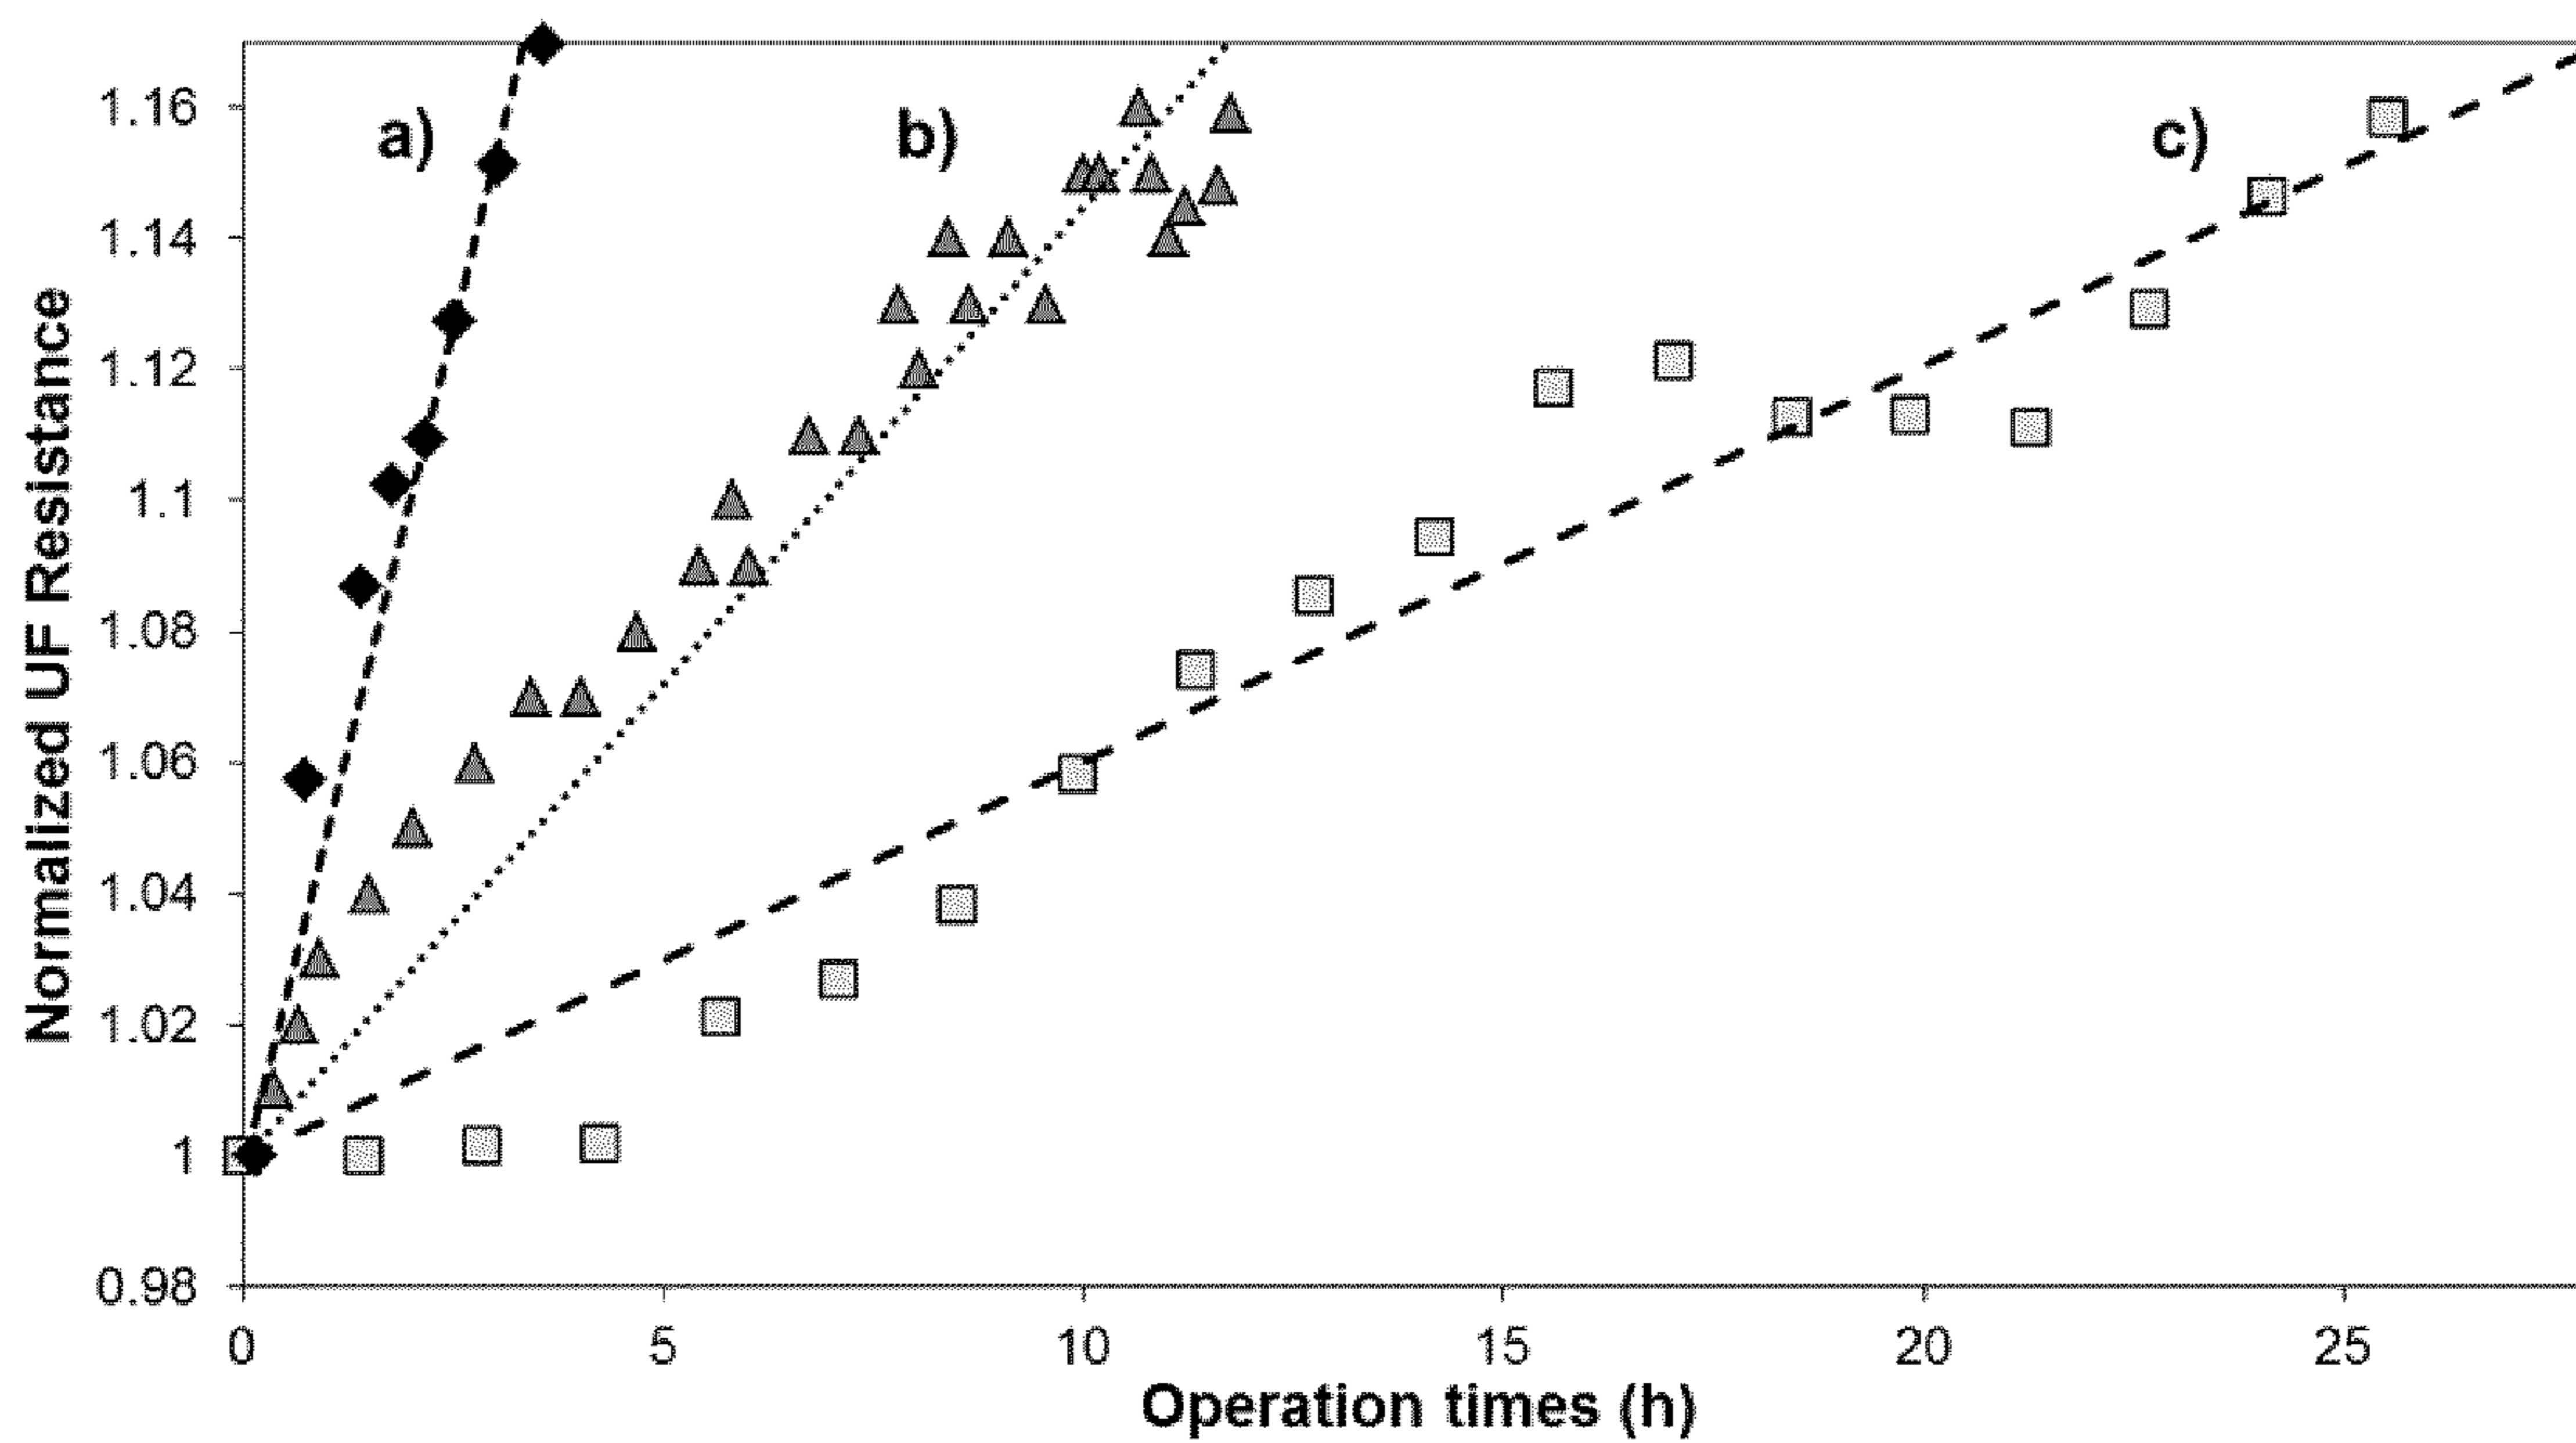 Normalized UF Resistance
1.16
1.14
1.12
1.1
1.08
1.06
1.04
1.02
1
0.98
a)
b)
c)
0 5 10 15 20 25
Operation times (h)